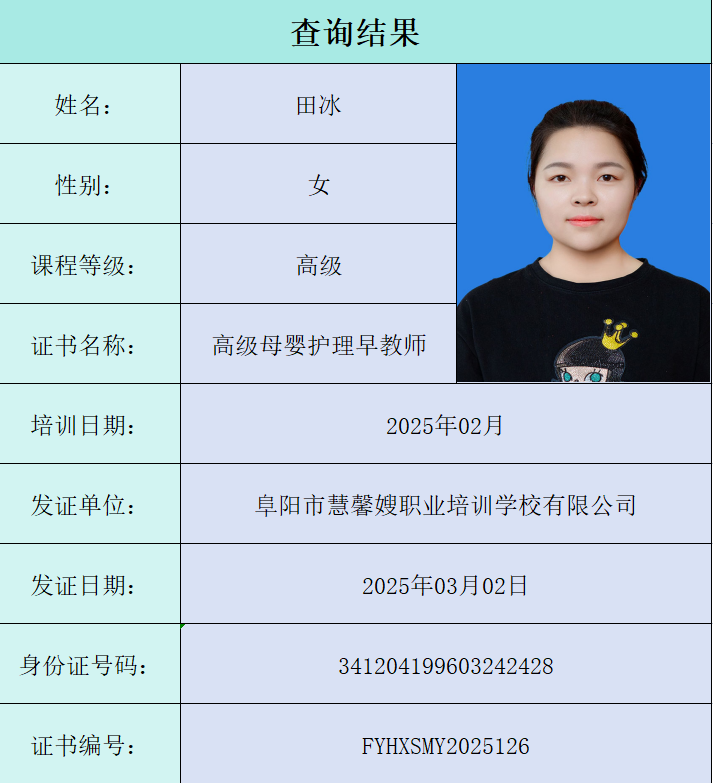 查询结果
姓名: 田冰
性别: 女
课程等级: 高级
证书名称: 高级母婴护理早教师
培训日期: 2025年02月
发证单位: 阜阳市慧馨嫂职业培训学校有限公司
发证日期: 2025年03月02日
身份证号码: 341204199603242428
证书编号: FYHXSMY2025126